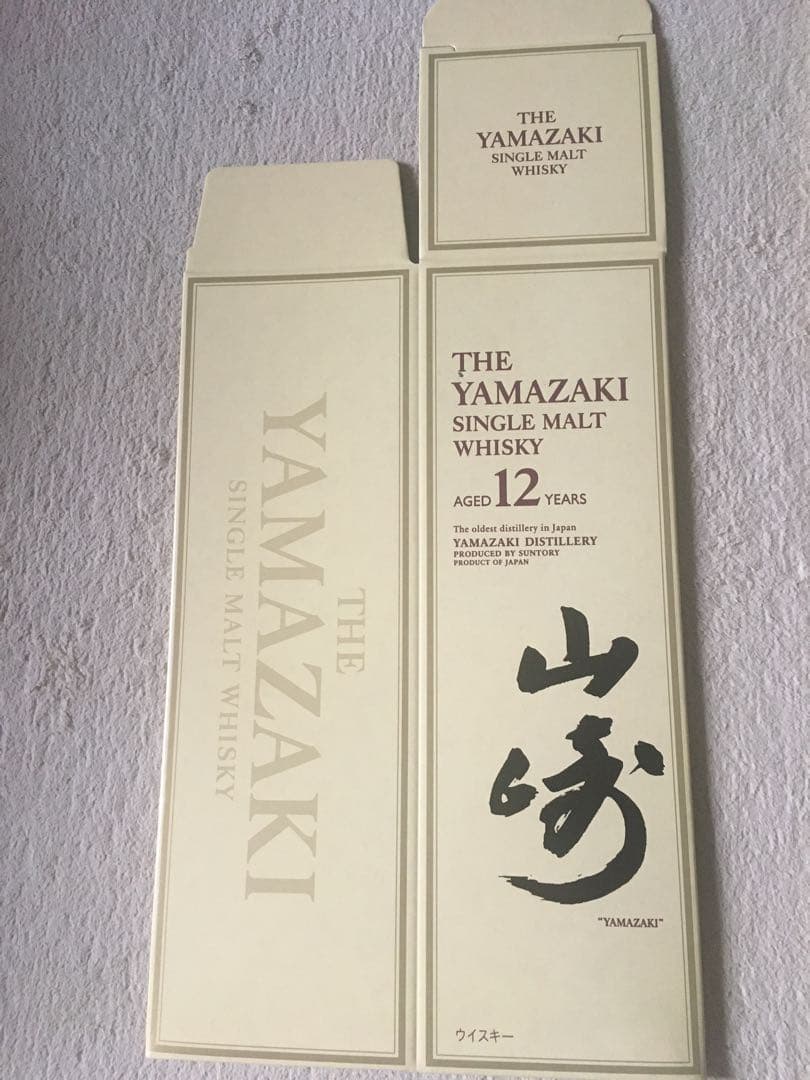 THE
YAMAZAKI
SINGLE MALT
WHISKY
THE
YAMAZAKI
SINGLE MALT
WHISKY
AGED 12 YEARS
The oldest distillery in Japan
YAMAZAKI DISTILLERY
PRODUCED BY SUNTORY
PRODUCT OF JAPAN
山
崎
"YAMAZAKI"
ウイスキー
THE
YAMAZAKI
SINGLE MALT WHISKY